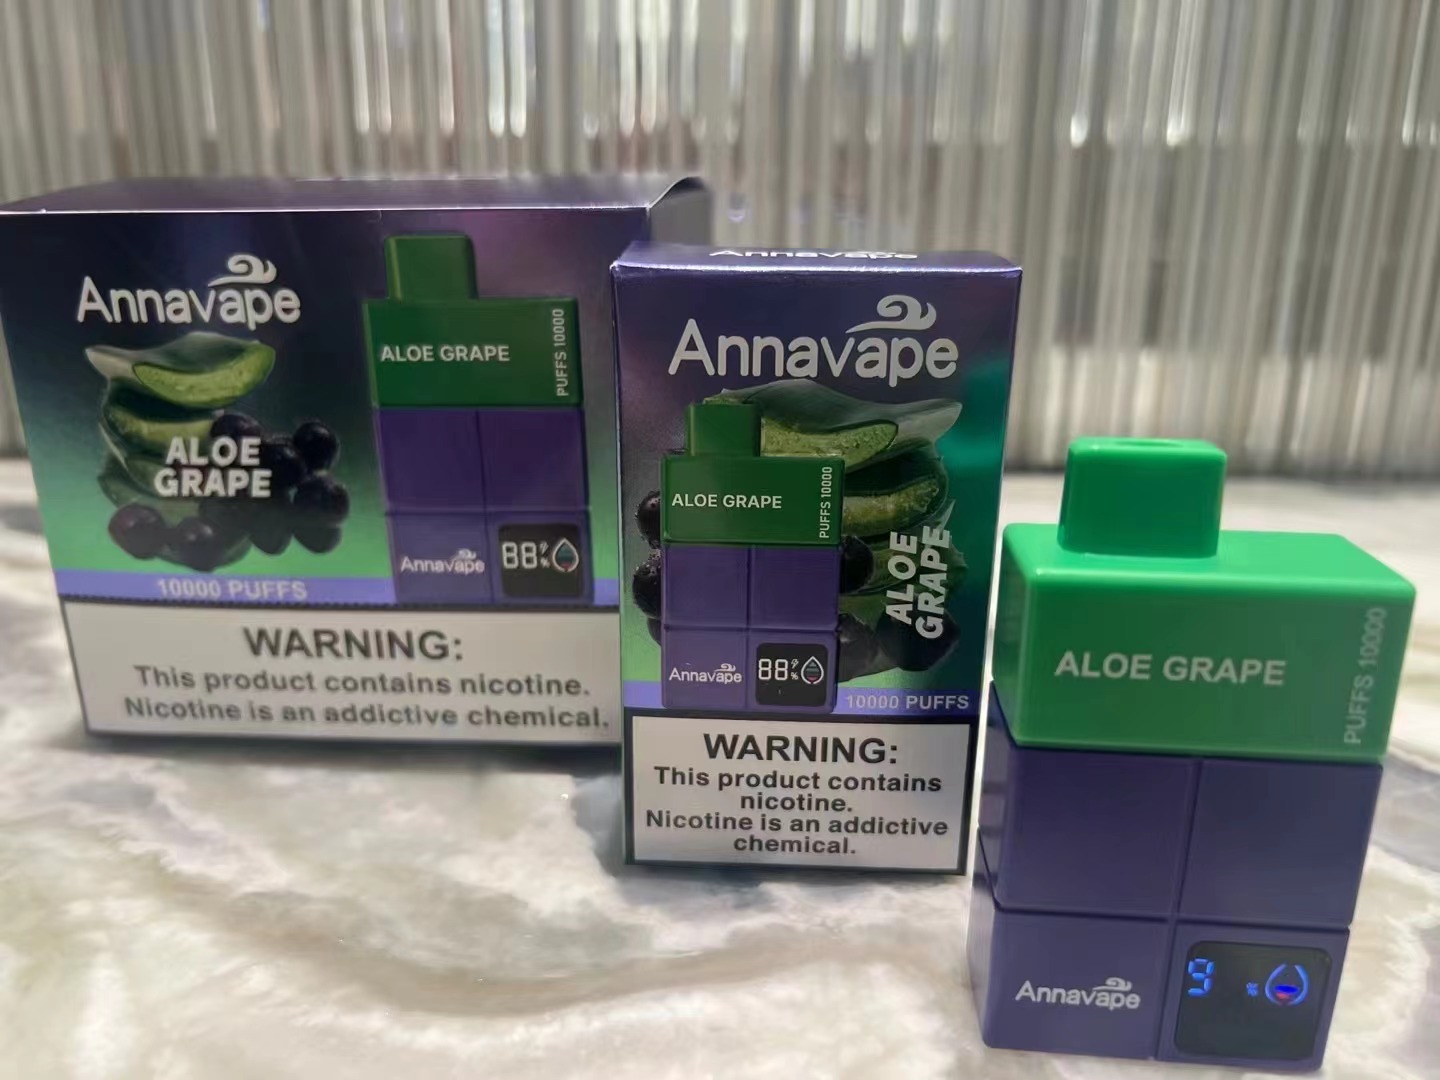 Annavape
ALOE GRAPE
PUFFS 10000
ALOE
GRAPE
Annavape
88%
10000 PUFFS
WARNING:
This product contains nicotine.
Nicotine is an addictive chemical.
Annavape
Annavape
ALOE GRAPE
PUFFS 10000
ALOE
GRAPE
Annavape
88%
10000 PUFFS
WARNING:
This product contains
nicotine.
Nicotine is an addictive
chemical.
ALOE GRAPE
PUFFS 10000
Annavape
9 %